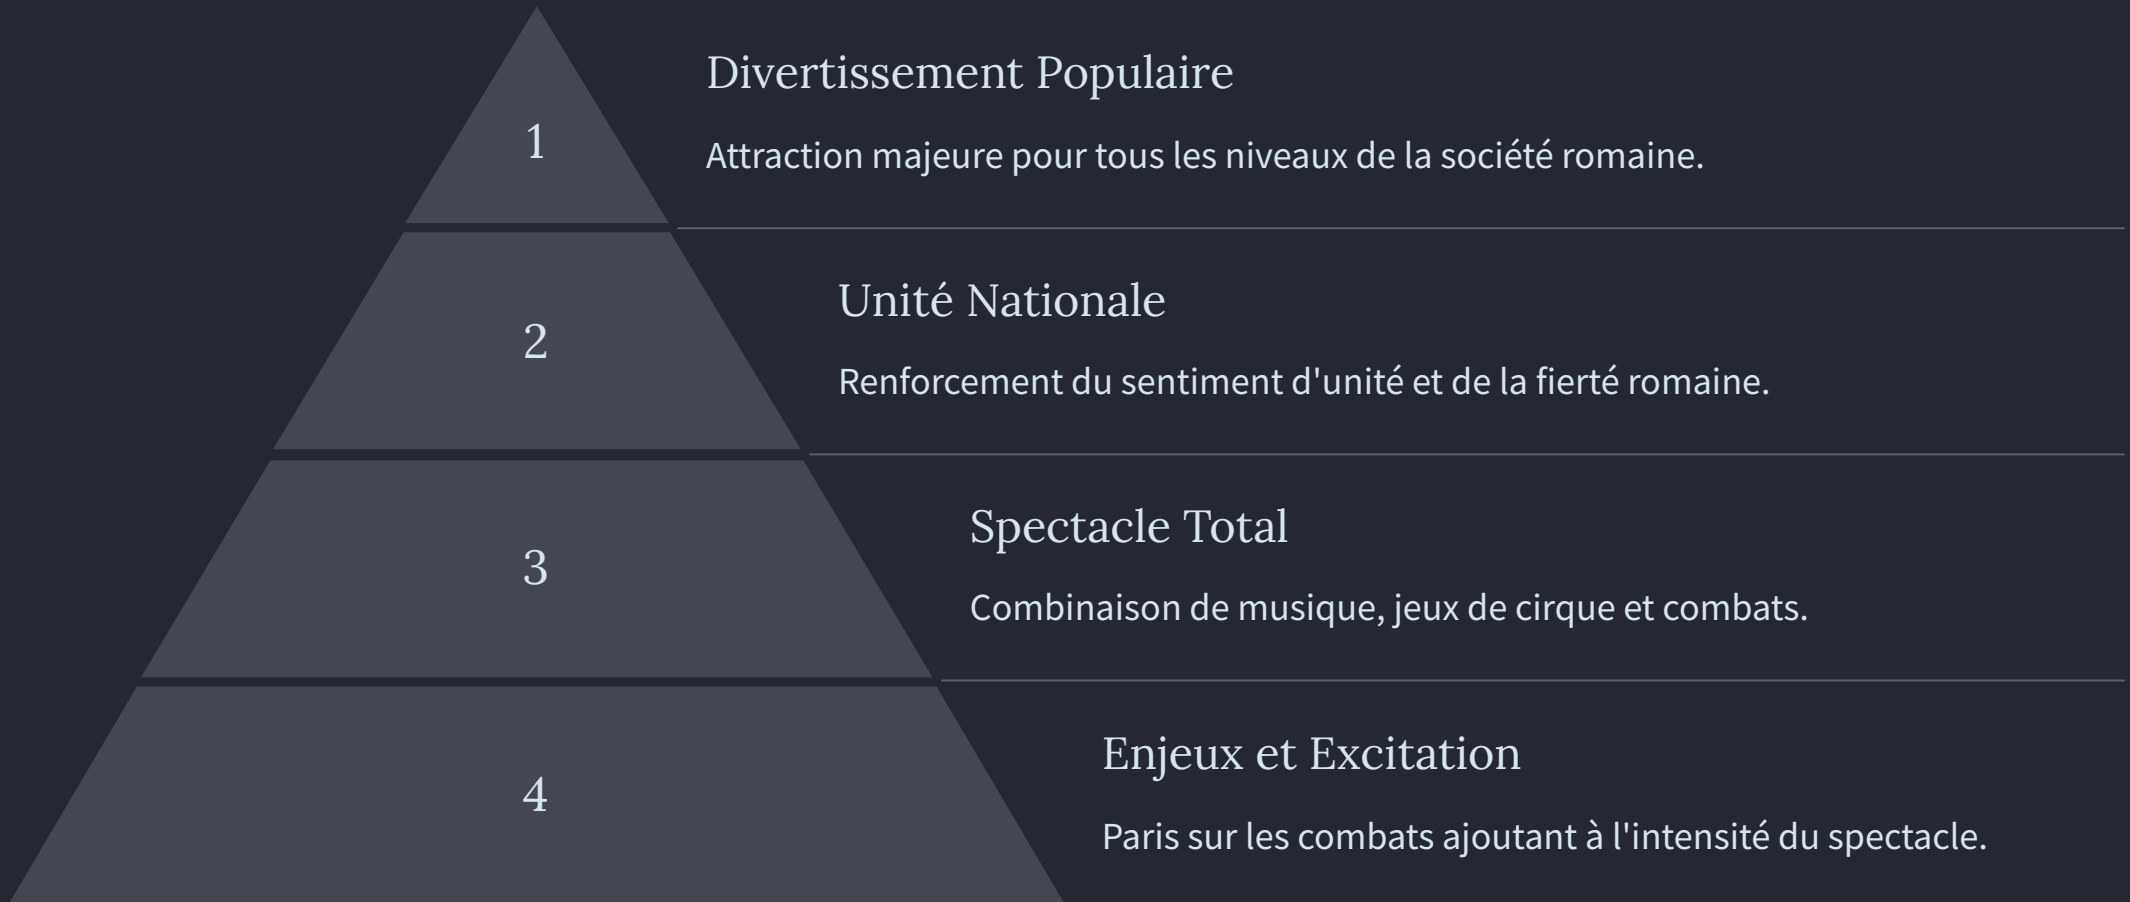 1
Divertissement Populaire
Attraction majeure pour tous les niveaux de la société romaine.
2
Unité Nationale
Renforcement du sentiment d'unité et de la fierté romaine.
3
Spectacle Total
Combinaison de musique, jeux de cirque et combats.
4
Enjeux et Excitation
Paris sur les combats ajoutant à l'intensité du spectacle.